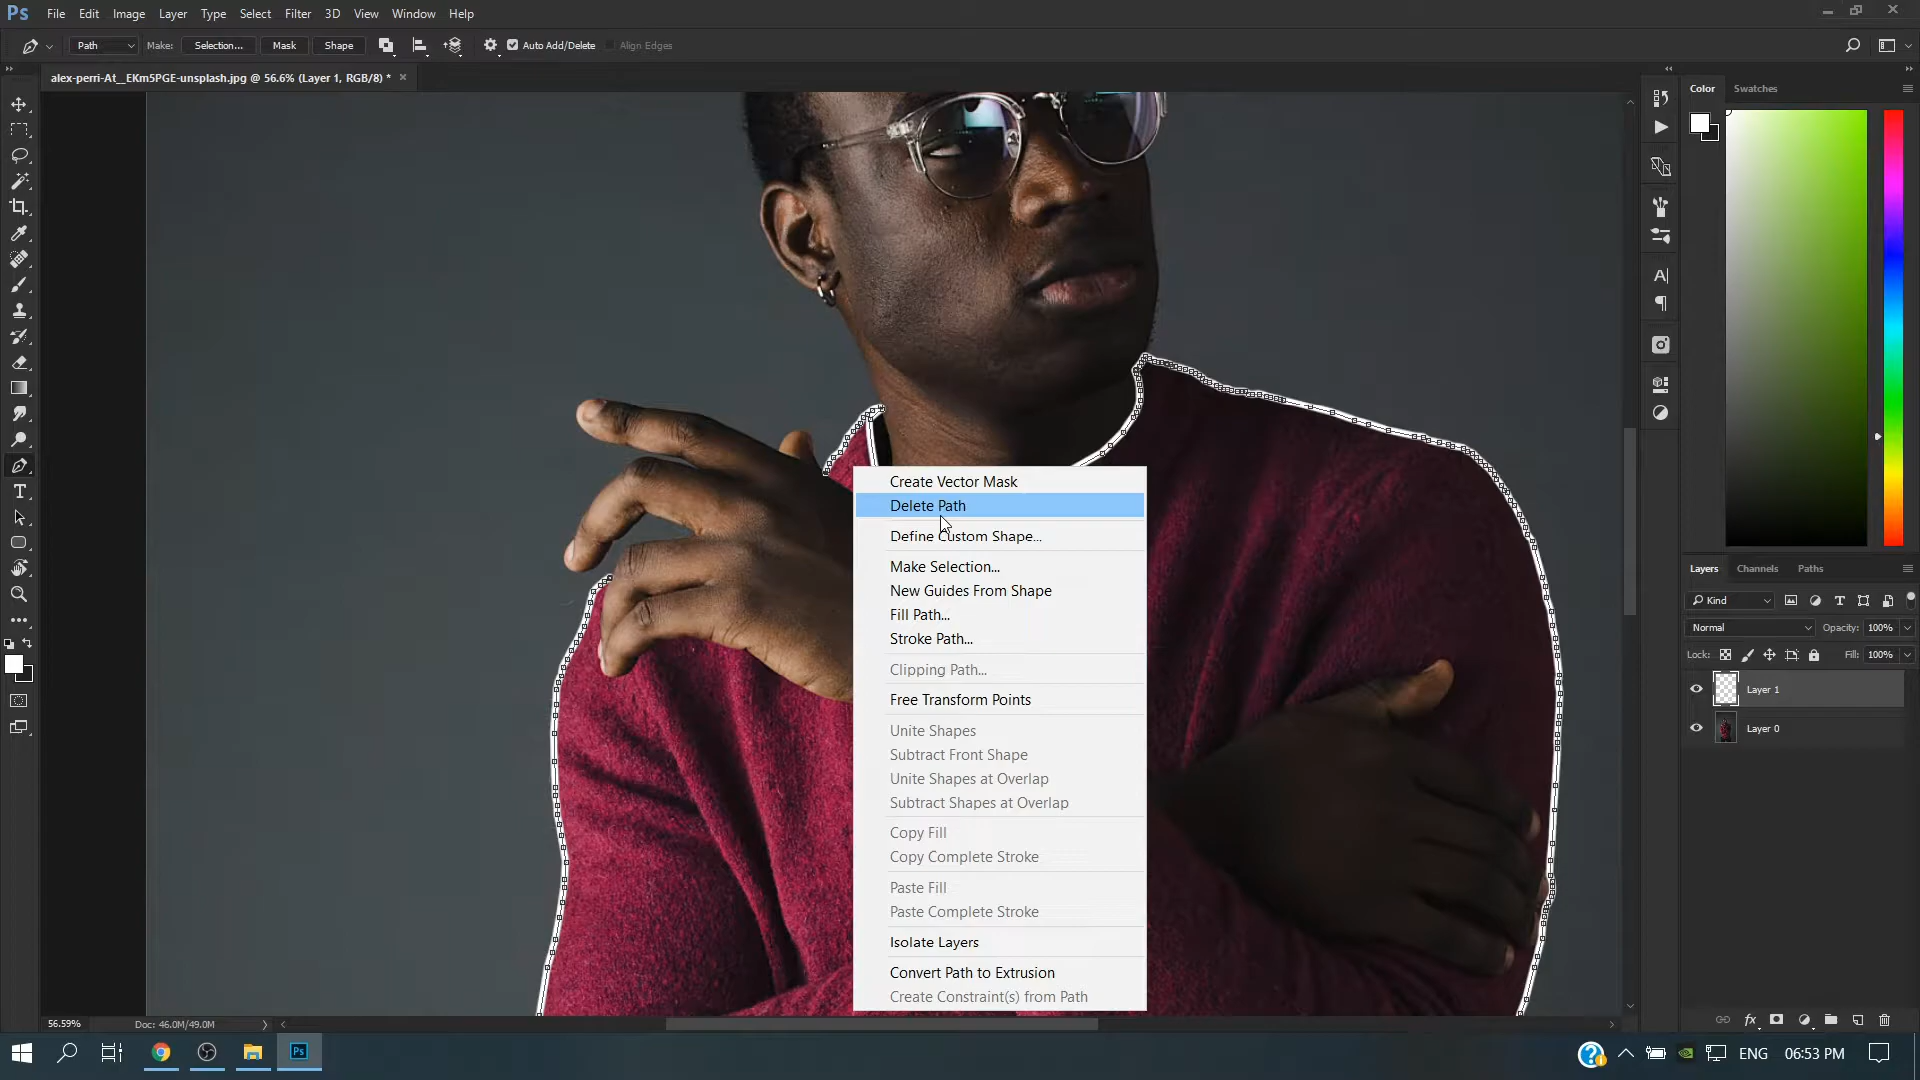 Ps File Edit Image Layer Type Select Filter 3D View Window Help
Path Make: Selection... Mask Shape Auto Add/Delete Align Edges
alex-perri-At__EKm5PGE-unsplash.jpg @ 56.6% (Layer 1, RGB/8) *
Color Swatches
Create Vector Mask
Delete Path
Define Custom Shape...
Make Selection...
New Guides From Shape
Fill Path...
Stroke Path...
Clipping Path...
Free Transform Points
Unite Shapes
Subtract Front Shape
Unite Shapes at Overlap
Subtract Shapes at Overlap
Copy Fill
Copy Complete Stroke
Paste Fill
Paste Complete Stroke
Isolate Layers
Convert Path to Extrusion
Create Constraint(s) from Path
Layers Channels Paths
Kind
Normal Opacity: 100%
Lock: Fill: 100%
Layer 1
Layer 0
fx
56.59% Doc: 46.0M/49.0M
Ps ENG 06:53 PM